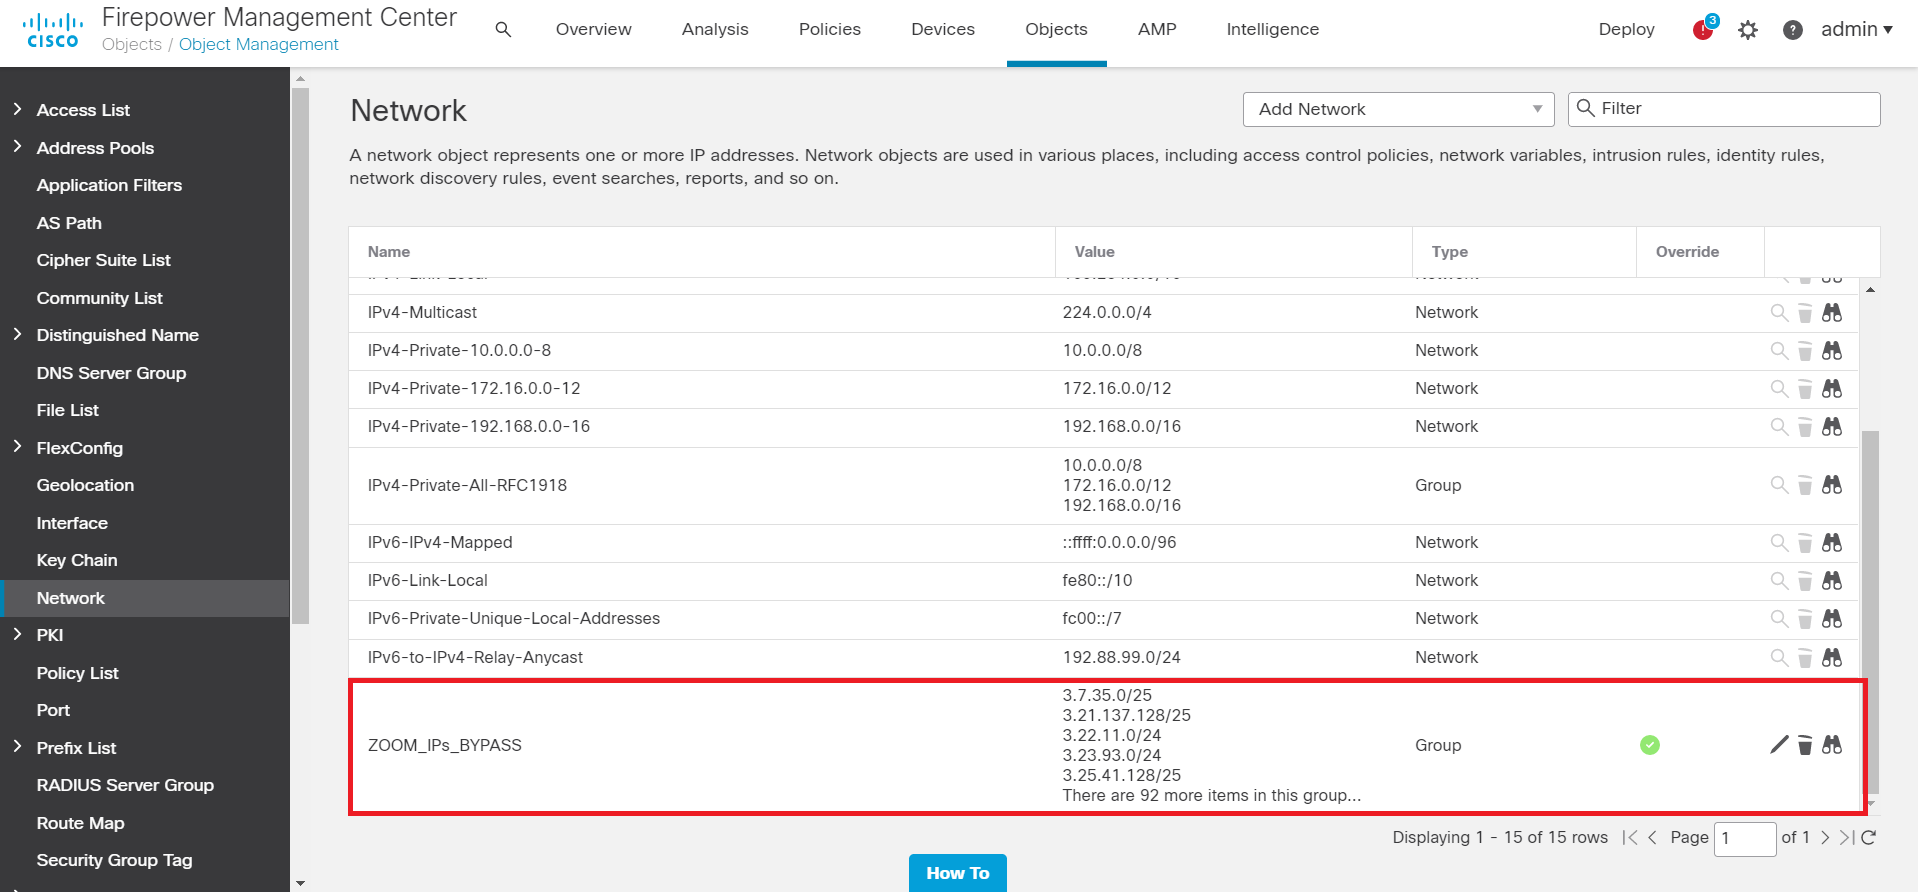 Firepower Management Center
CISCO
Objects / Object Management
Overview
Analysis
Policies
Devices
Objects
AMP
Intelligence
Deploy
3
admin
Access List
Address Pools
Application Filters
AS Path
Cipher Suite List
Community List
Distinguished Name
DNS Server Group
File List
FlexConfig
Geolocation
Interface
Key Chain
Network
PKI
Policy List
Port
Prefix List
RADIUS Server Group
Route Map
Security Group Tag
Network
Add Network
Filter
A network object represents one or more IP addresses. Network objects are used in various places, including access control policies, network variables, intrusion rules, identity rules,
network discovery rules, event searches, reports, and so on.
Name Value Type Override
IPv4-Multicast 224.0.0.0/4 Network
IPv4-Private-10.0.0.0-8 10.0.0.0/8 Network
IPv4-Private-172.16.0.0-12 172.16.0.0/12 Network
IPv4-Private-192.168.0.0-16 192.168.0.0/16 Network
10.0.0.0/8
IPv4-Private-All-RFC1918 172.16.0.0/12 Group
192.168.0.0/16
IPv6-IPv4-Mapped ::ffff:0.0.0.0/96 Network
IPv6-Link-Local fe80::/10 Network
IPv6-Private-Unique-Local-Addresses fc00::/7 Network
IPv6-to-IPv4-Relay-Anycast 192.88.99.0/24 Network
3.7.35.0/25
3.21.137.128/25
3.22.11.0/24
ZOOM_IPs_BYPASS Group
3.23.93.0/24
3.25.41.128/25
There are 92 more items in this group...
Displaying 1 - 15 of 15 rows Page 1 of 1
How To